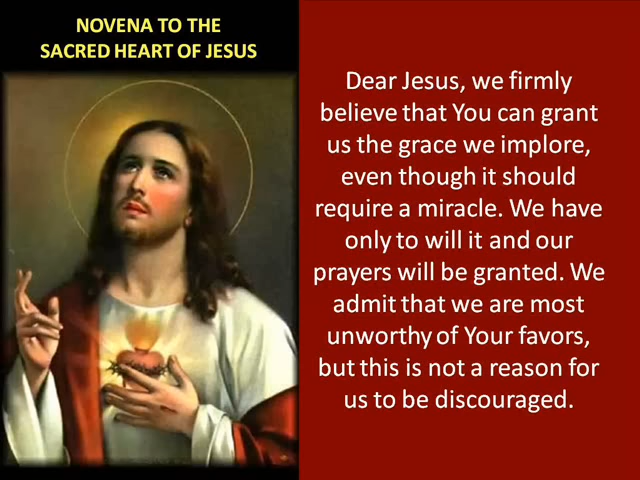 NOVENA TO THE
SACRED HEART OF JESUS
Dear Jesus, we firmly
believe that You can grant
us the grace we implore,
even though it should
require a miracle. We have
only to will it and our
prayers will be granted. We
admit that we are most
unworthy of Your favors,
but this is not a reason for
us to be discouraged.